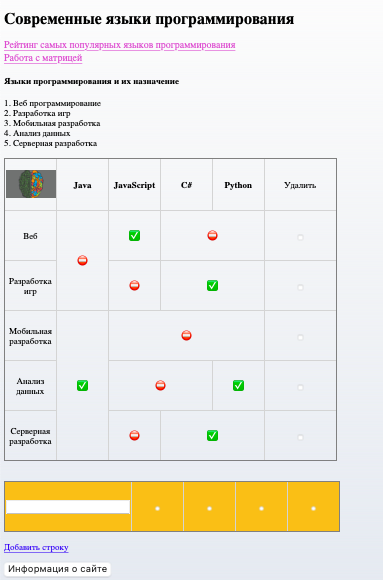 Современные языки программирования
Рейтинг самых популярных языков программирования
Работа с матрицей
Языки программирования и их назначение
1. Веб программирование
2. Разработка игр
3. Мобильная разработка
4. Анализ данных
5. Серверная разработка
Java JavaScript C# Python Удалить
Веб
Разработка
игр
Мобильная
разработка
Анализ
данных
Серверная
разработка
Добавить строку
Информация о сайте